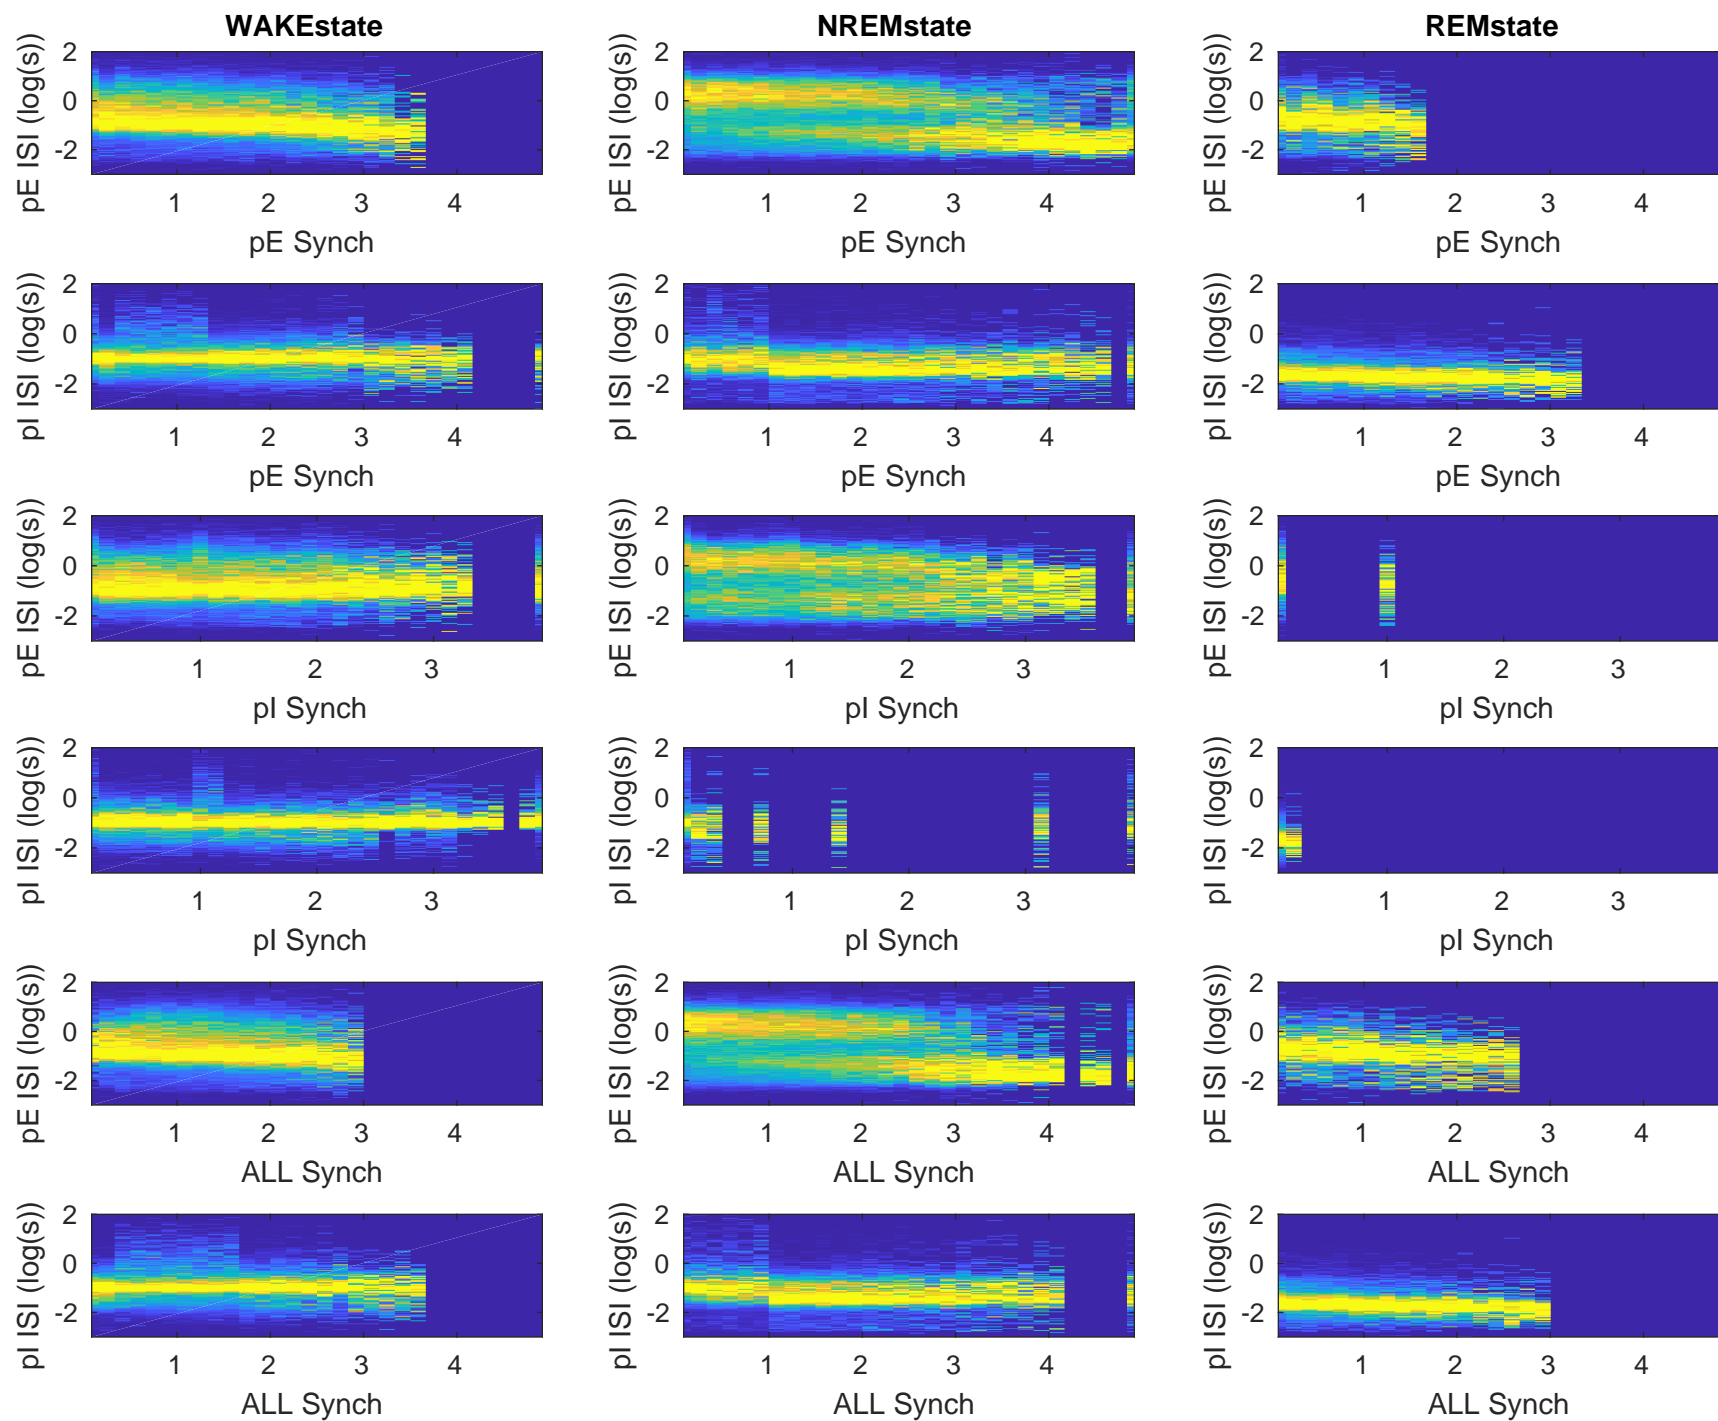 WAKEstate NREMstate REMstate
pE ISI (log(s)) 2 0 -2 pE ISI (log(s)) 2 0 -2 pE ISI (log(s)) 2 0 -2
1 2 3 4 1 2 3 4 1 2 3 4
pE Synch pE Synch pE Synch
pI ISI (log(s)) 2 0 -2 pI ISI (log(s)) 2 0 -2 pI ISI (log(s)) 2 0 -2
1 2 3 4 1 2 3 4 1 2 3 4
pE Synch pE Synch pE Synch
pE ISI (log(s)) 2 0 -2 pE ISI (log(s)) 2 0 -2 pE ISI (log(s)) 2 0 -2
1 2 3 1 2 3 1 2 3
pI Synch pI Synch pI Synch
pI ISI (log(s)) 2 0 -2 pI ISI (log(s)) 2 0 -2 pI ISI (log(s)) 2 0 -2
1 2 3 1 2 3 1 2 3
pI Synch pI Synch pI Synch
pE ISI (log(s)) 2 0 -2 pE ISI (log(s)) 2 0 -2 pE ISI (log(s)) 2 0 -2
1 2 3 4 1 2 3 4 1 2 3 4
ALL Synch ALL Synch ALL Synch
pI ISI (log(s)) 2 0 -2 pI ISI (log(s)) 2 0 -2 pI ISI (log(s)) 2 0 -2
1 2 3 4 1 2 3 4 1 2 3 4
ALL Synch ALL Synch ALL Synch